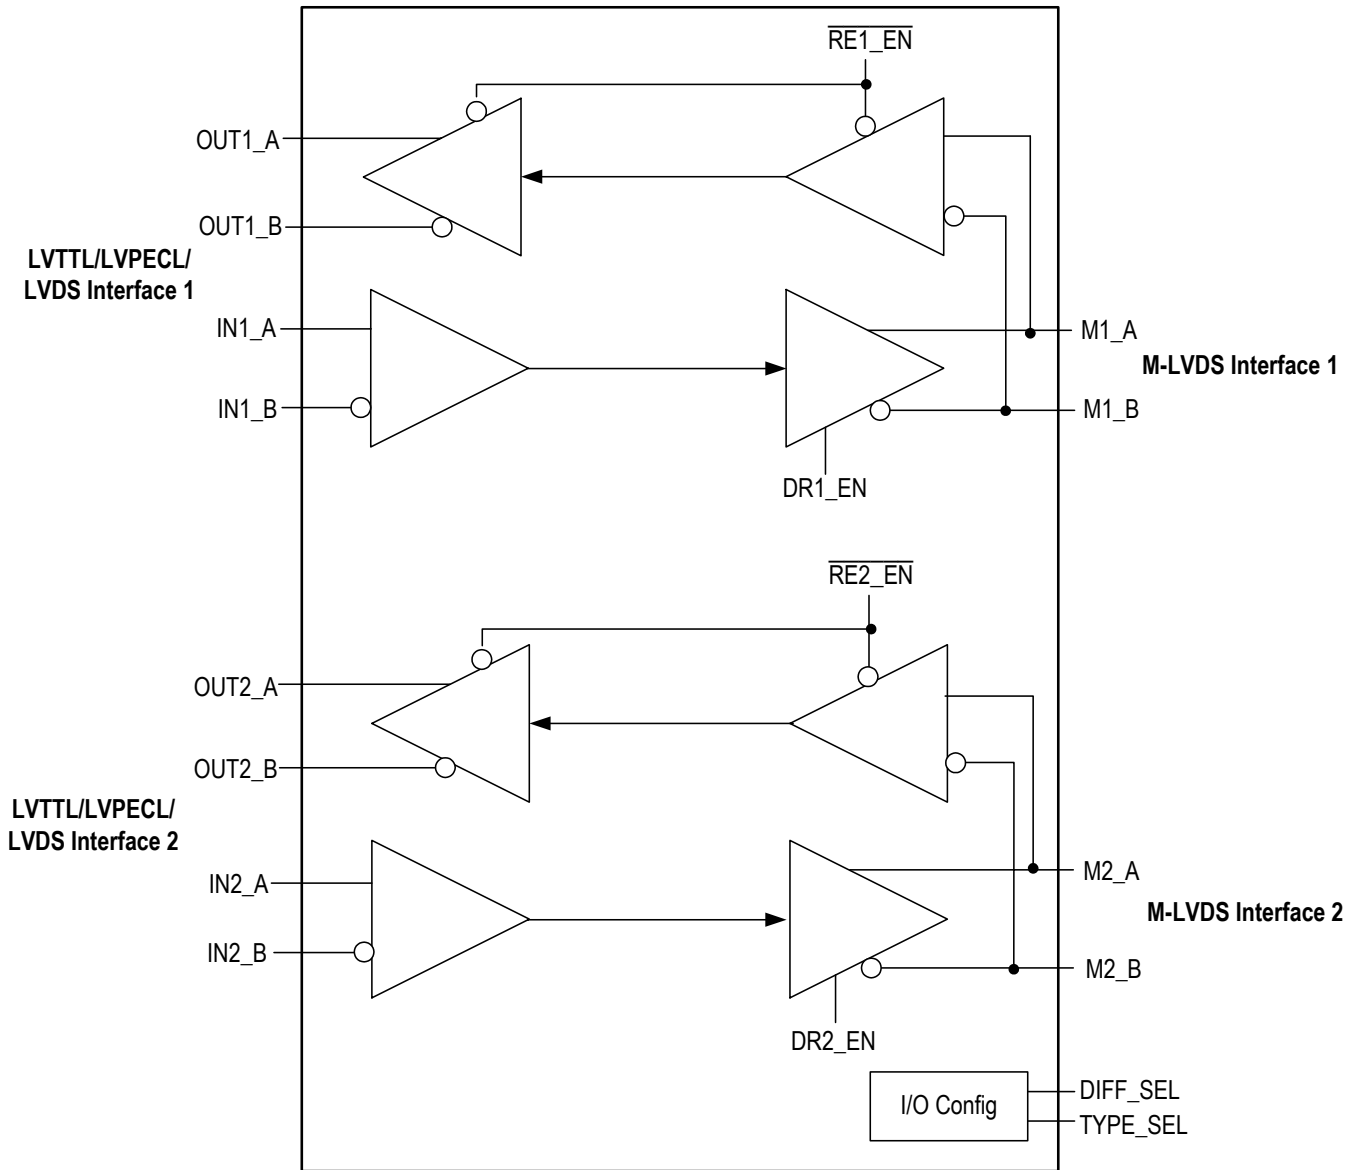 RE1_EN
OUT1_A
OUT1_B
LVTTL/LVPECL/
LVDS Interface 1
IN1_A
M1_A
M-LVDS Interface 1
IN1_B
M1_B
DR1_EN
RE2_EN
OUT2_A
OUT2_B
LVTTL/LVPECL/
LVDS Interface 2
IN2_A
M2_A
M-LVDS Interface 2
IN2_B
M2_B
DR2_EN
I/O Config
DIFF_SEL
TYPE_SEL